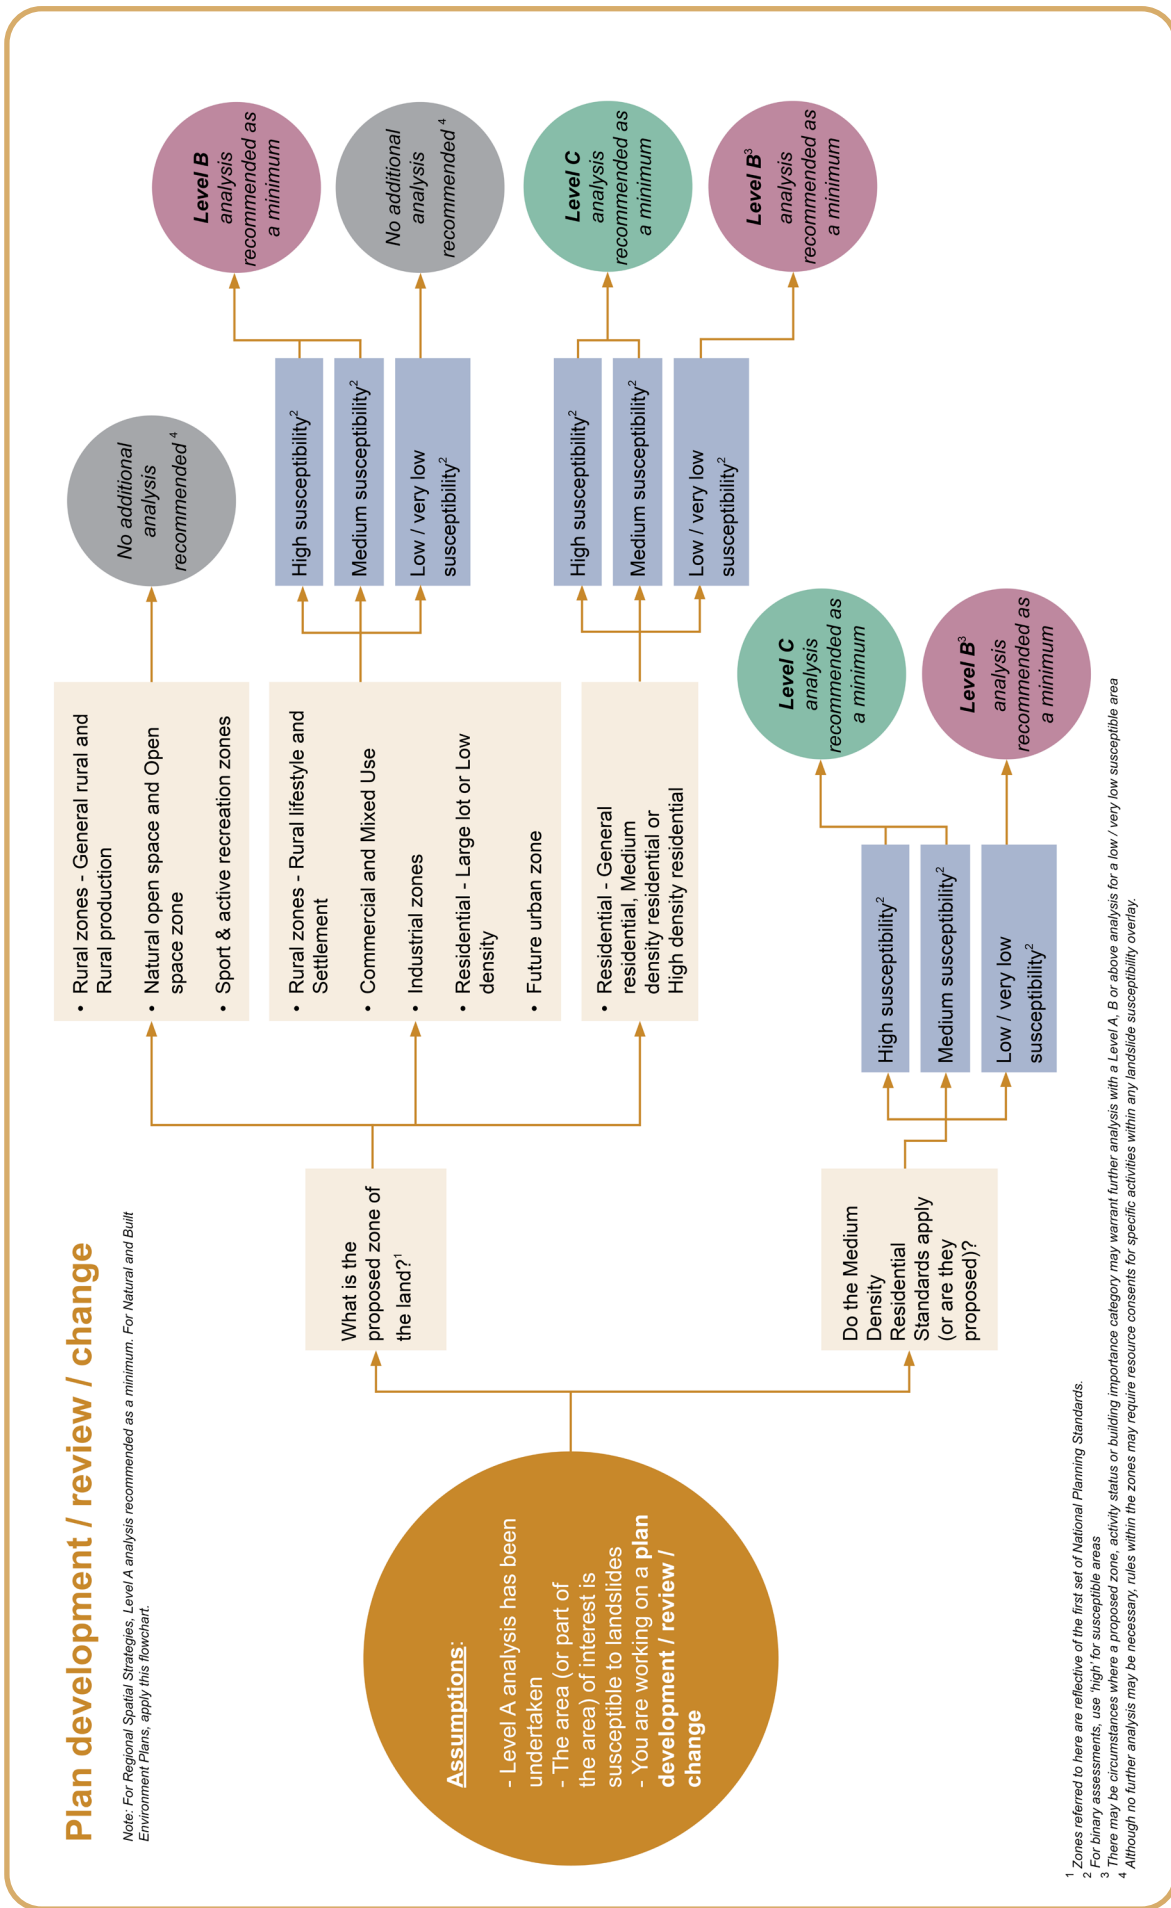 Plan development / review / change
Note: For Regional Spatial Strategies, Level A analysis recommended as a minimum. For Natural and Built
Environment Plans, apply this flowchart.
Assumptions:
- Level A analysis has been
undertaken
- The area (or part of
the area) of interest is
susceptible to landslides
- You are working on a plan
development / review /
change
What is the
proposed zone of
the land?1
• Rural zones - General rural and
Rural production
• Natural open space and Open
space zone
• Sport & active recreation zones
No additional
analysis
recommended 4
• Rural zones - Rural lifestyle and
Settlement
• Commercial and Mixed Use
• Industrial zones
• Residential - Large lot or Low
density
• Future urban zone
High susceptibility2
Medium susceptibility2
Low / very low
susceptibility2
Level B
analysis
recommended as
a minimum
No additional
analysis
recommended 4
• Residential - General
residential, Medium
density residential or
High density residential
High susceptibility2
Medium susceptibility2
Low / very low
susceptibility2
Level C
analysis
recommended as
a minimum
Level B3
analysis
recommended as
a minimum
Do the Medium
Density
Residential
Standards apply
(or are they
proposed)?
High susceptibility2
Medium susceptibility2
Low / very low
susceptibility2
Level C
analysis
recommended as
a minimum
Level B3
analysis
recommended as
a minimum
1 Zones referred to here are reflective of the first set of National Planning Standards.
2 For binary assessments, use 'high' for susceptible areas
3 There may be circumstances where a proposed zone, activity status or building importance category may warrant further analysis with a Level A, B or above analysis for a low / very low susceptible area
4 Although no further analysis may be necessary, rules within the zones may require resource consents for specific activities within any landslide susceptibility overlay.